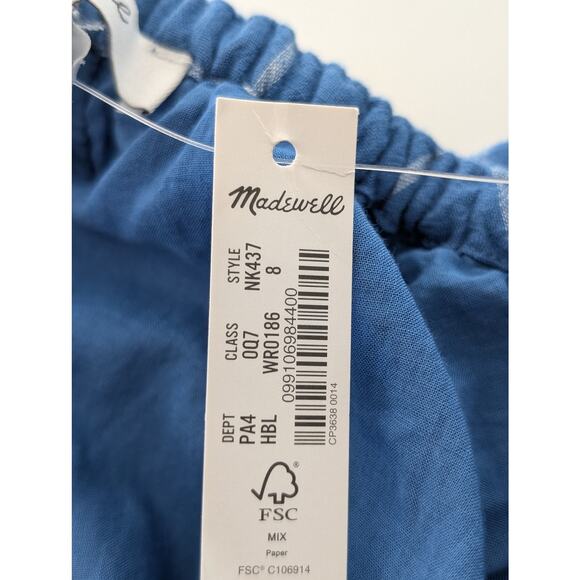 Madewell
DEPT CLASS STYLE
PA4 0Q7 NK437
HBL WR0186 8
099106984400
CP3638 0014
FSC®
MIX
Paper
FSC® C106914